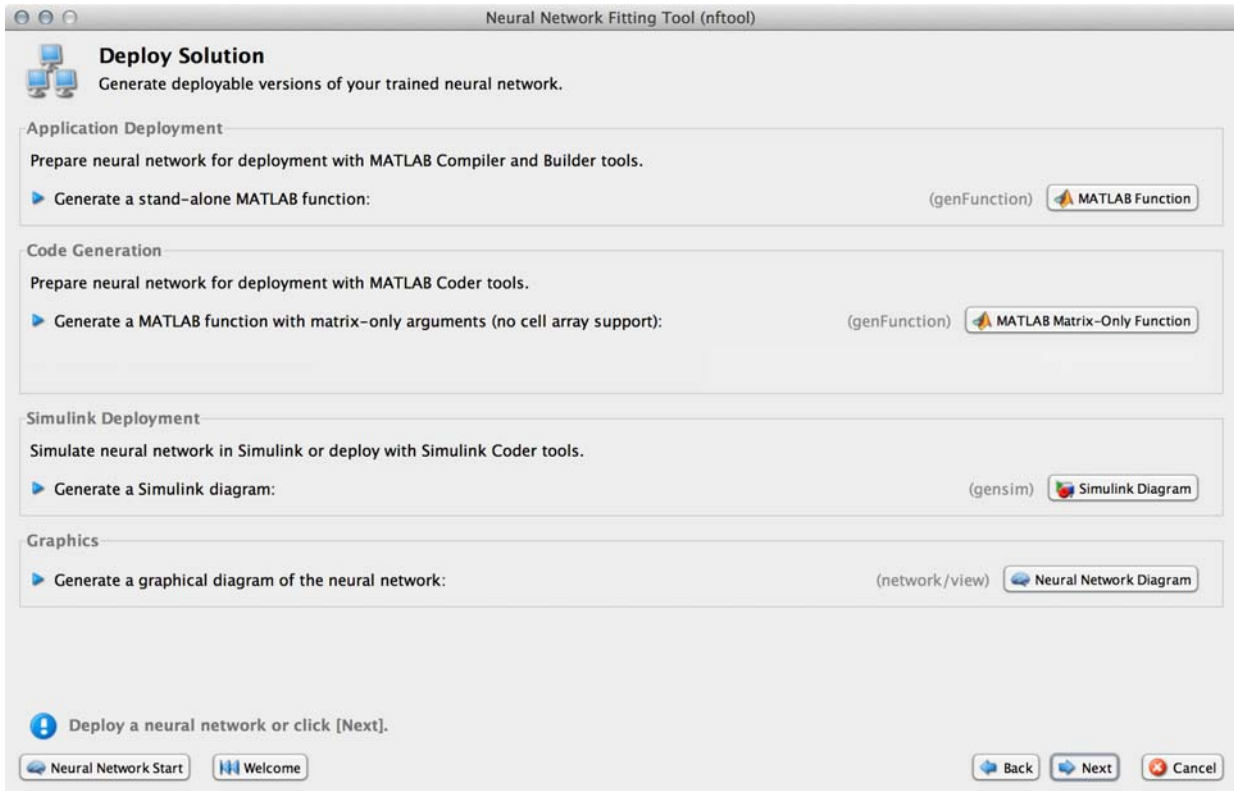 Neural Network Fitting Tool (nftool)
Deploy Solution
Generate deployable versions of your trained neural network.
Application Deployment
Prepare neural network for deployment with MATLAB Compiler and Builder tools.
Generate a stand-alone MATLAB function: (genFunction) MATLAB Function
Code Generation
Prepare neural network for deployment with MATLAB Coder tools.
Generate a MATLAB function with matrix-only arguments (no cell array support): (genFunction) MATLAB Matrix-Only Function
Simulink Deployment
Simulate neural network in Simulink or deploy with Simulink Coder tools.
Generate a Simulink diagram: (gensim) Simulink Diagram
Graphics
Generate a graphical diagram of the neural network: (network/view) Neural Network Diagram
Deploy a neural network or click [Next].
Neural Network Start Welcome Back Next Cancel